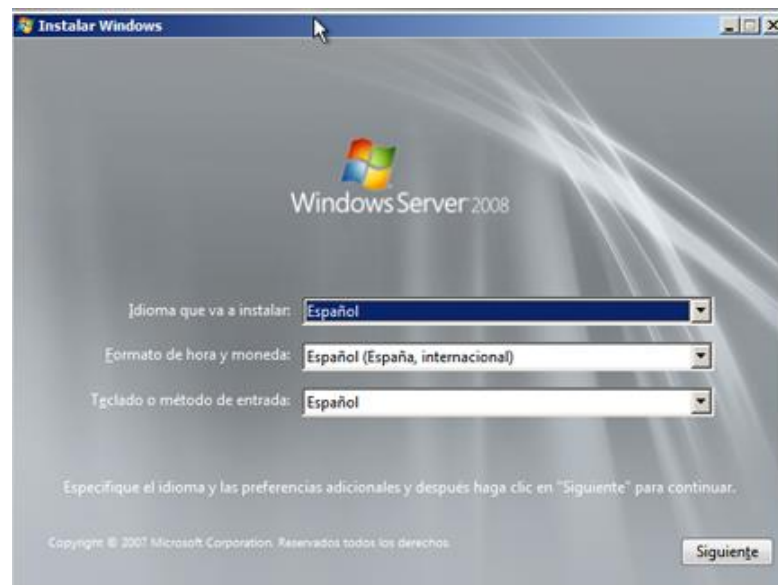 Instalar Windows
Windows Server 2008
Idioma que va a instalar: Español
Formato de hora y moneda: Español (España, internacional)
Teclado o método de entrada: Español
Especifique el idioma y las preferencias adicionales y después haga clic en "Siguiente" para continuar.
Copyright © 2007 Microsoft Corporation. Reservados todos los derechos.
Siguiente